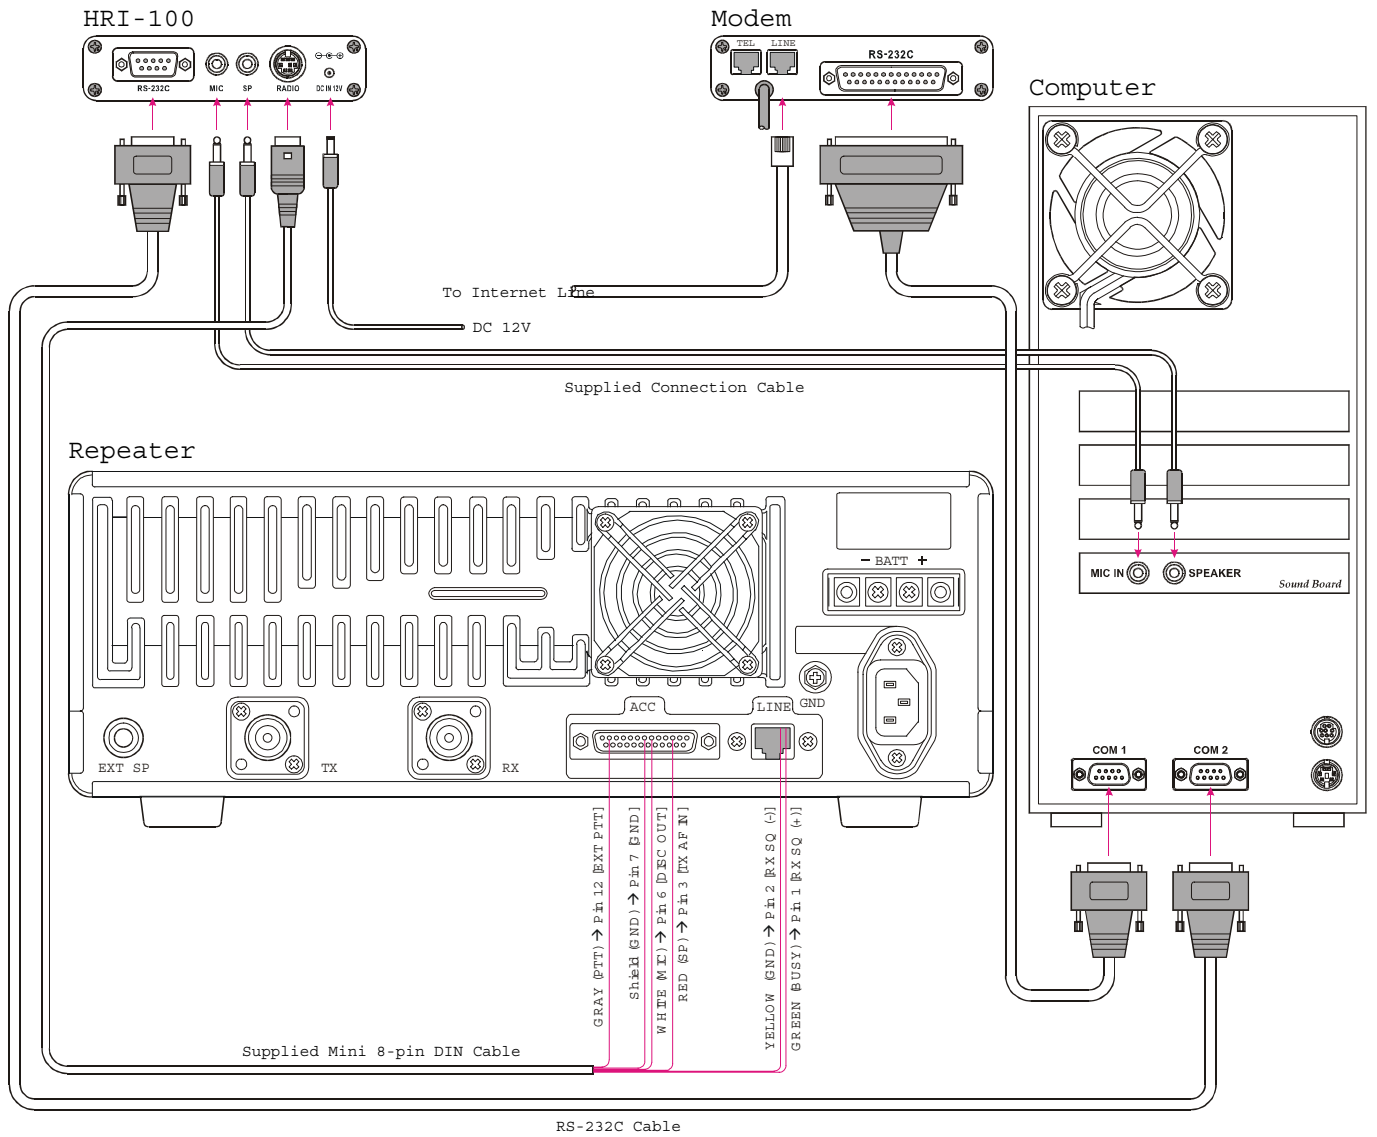 HRI-100
Modem
Computer
TEL LINE
RS-232C
RS-232C MIC SP RADIO DC IN 12V
To Internet Line
DC 12V
Supplied Connection Cable
Repeater
- BATT +
MIC IN SPEAKER
Sound Board
ACC LINE GND
EXT SP TX RX
COM 1 COM 2
GRAY (PTT)→Pin 12 [EXT PTT]
Shield (GND)→Pin 7 [GND]
WHITE (MIC)→Pin 6 [DISC OUT]
RED (SP)→Pin 3 [TX AF IN]
YELLOW (GND)→Pin 2 [RX SQ (-)]
GREEN (BUSY)→Pin 1 [RX SQ (+)]
Supplied Mini 8-pin DIN Cable
RS-232C Cable